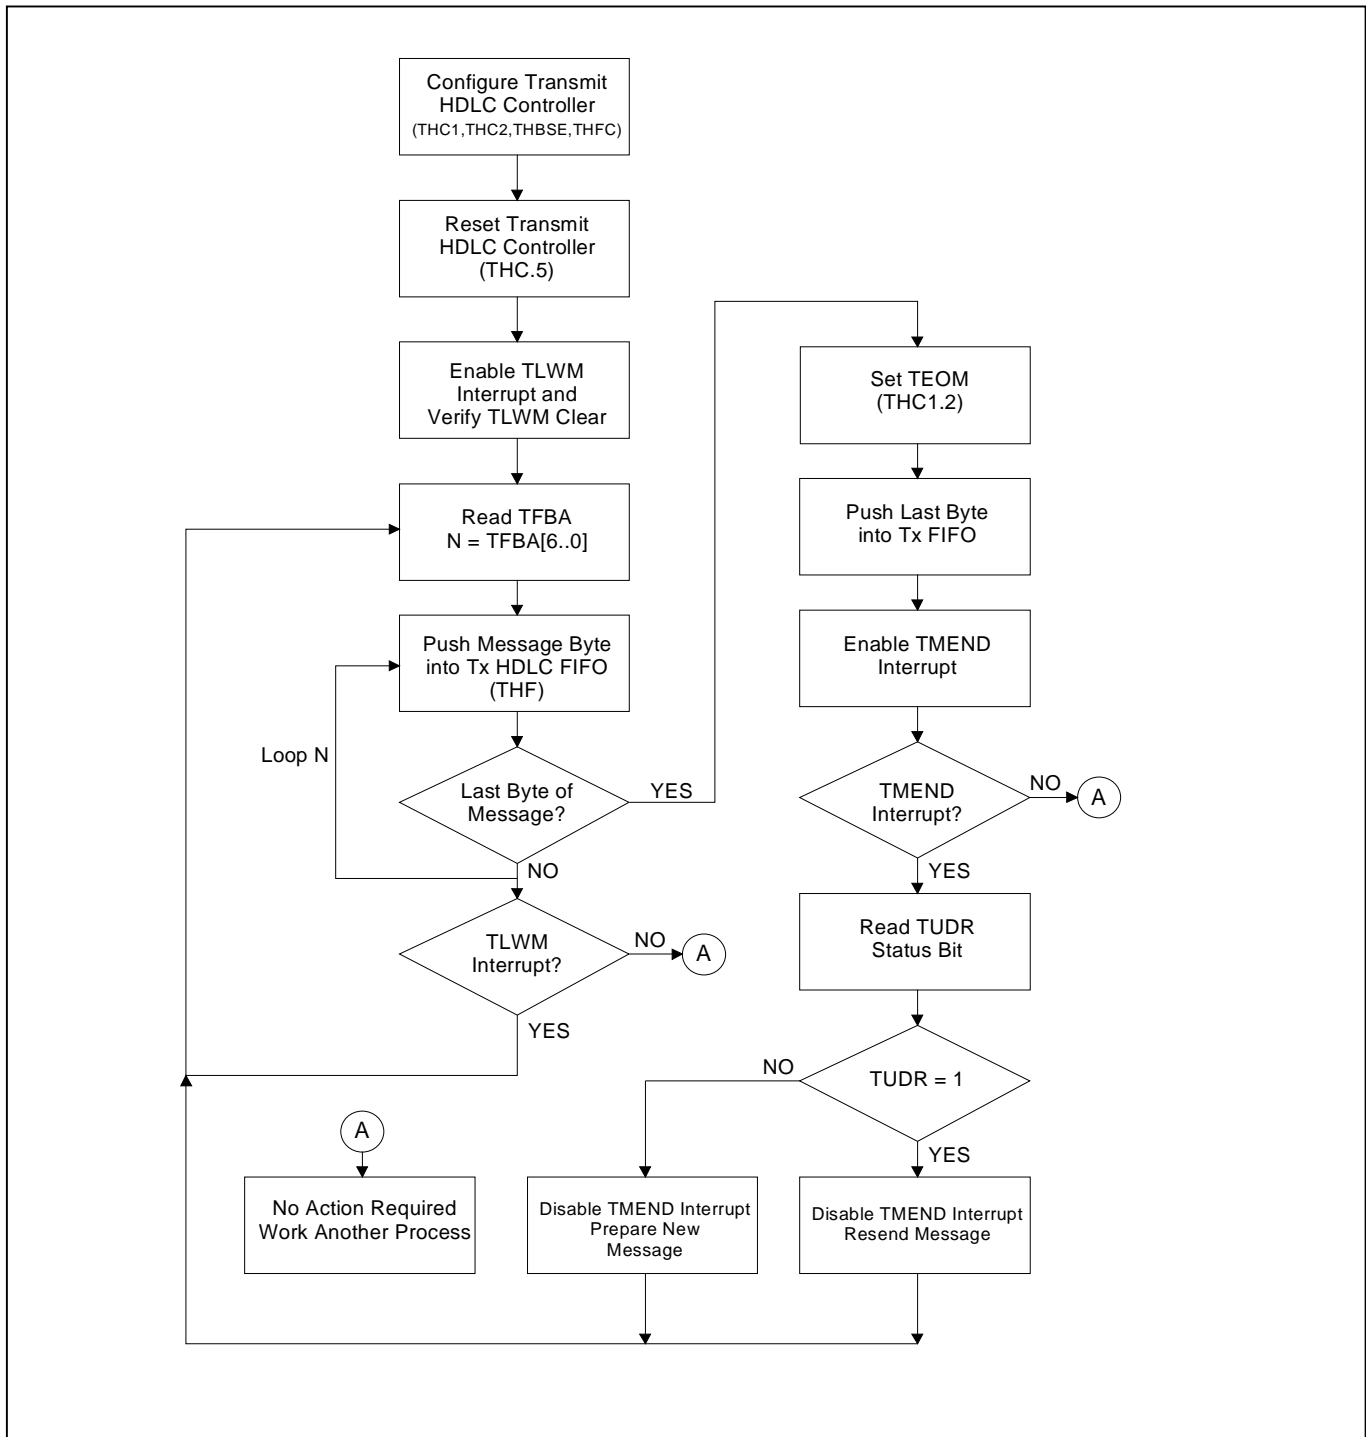 Configure Transmit
HDLC Controller
(THC1,THC2,THBSE,THFC)
Reset Transmit
HDLC Controller
(THC.5)
Enable TLWM
Interrupt and
Verify TLWM Clear
Read TFBA
N = TFBA[6..0]
Push Message Byte
into Tx HDLC FIFO
(THF)
Loop N
Last Byte of
Message?
YES
NO
TLWM
Interrupt?
NO
A
YES
A
No Action Required
Work Another Process
Set TEOM
(THC1.2)
Push Last Byte
into Tx FIFO
Enable TMEND
Interrupt
TMEND
Interrupt?
NO
A
YES
Read TUDR
Status Bit
TUDR = 1
NO
YES
Disable TMEND Interrupt
Prepare New
Message
Disable TMEND Interrupt
Resend Message